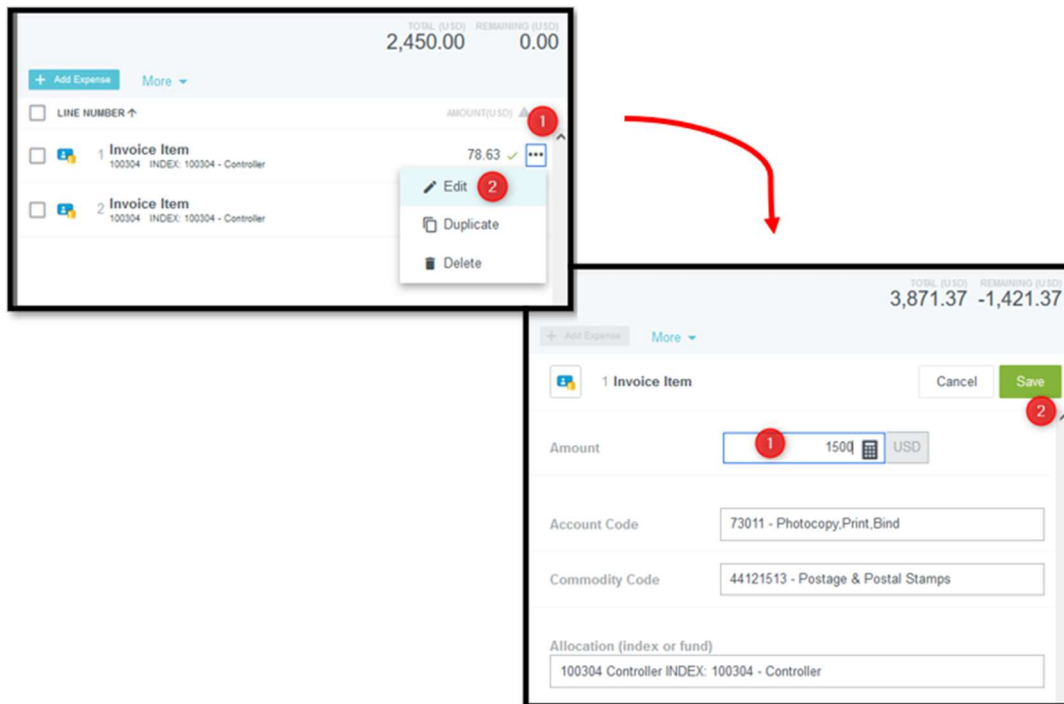 TOTAL (USD) REMAINING (USD)
2,450.00 0.00
+ Add Expense More
LINE NUMBER AMOUNT(USD)
1
1 Invoice Item 78.63
100304 INDEX: 100304 - Controller
Edit 2
2 Invoice Item
100304 INDEX: 100304 - Controller
Duplicate
Delete
TOTAL (USD) REMAINING (USD)
3,871.37 -1,421.37
+ Add Expense More
1 Invoice Item Cancel Save
2
Amount 1 1500 USD
Account Code 73011 - Photocopy,Print,Bind
Commodity Code 44121513 - Postage & Postal Stamps
Allocation (index or fund)
100304 Controller INDEX: 100304 - Controller